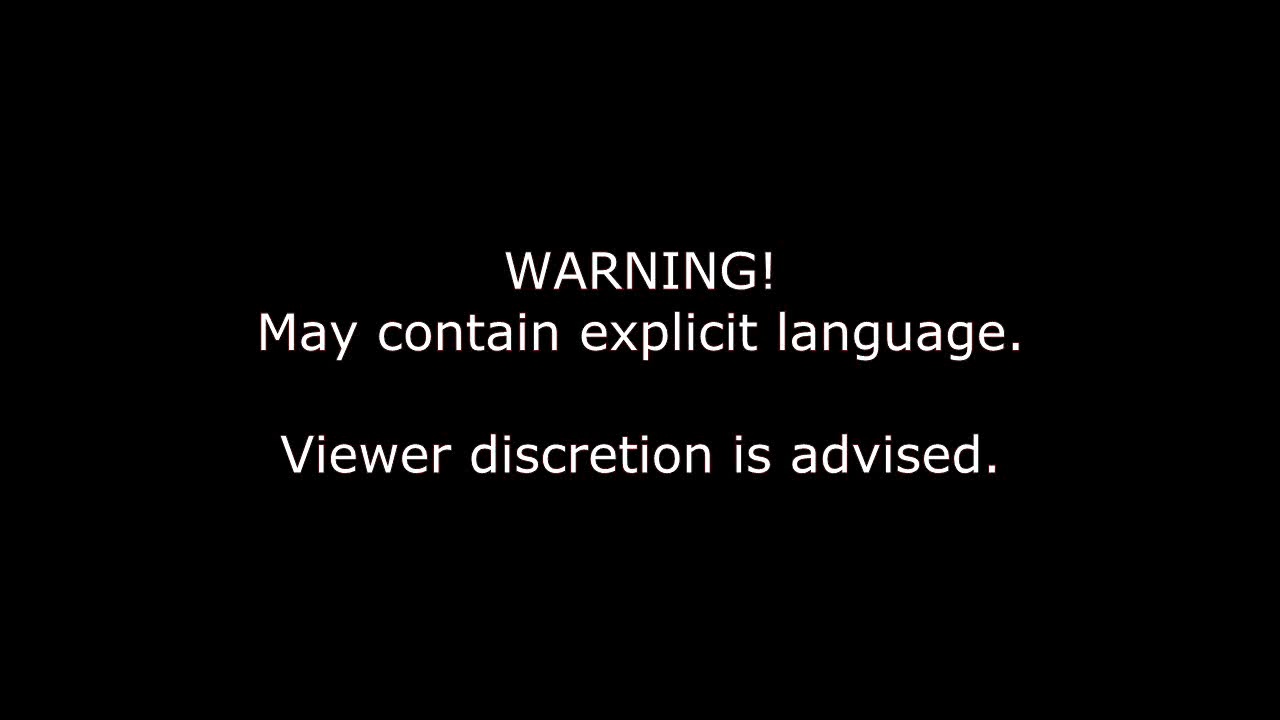 WARNING!
May contain explicit language.
Viewer discretion is advised.